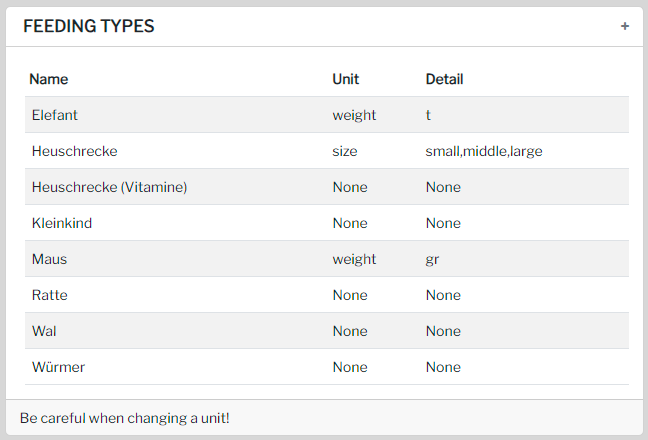 FEEDING TYPES +
Name Unit Detail
Elefant weight t
Heuschrecke size small,middle,large
Heuschrecke (Vitamine) None None
Kleinkind None None
Maus weight gr
Ratte None None
Wal None None
Würmer None None
Be careful when changing a unit!